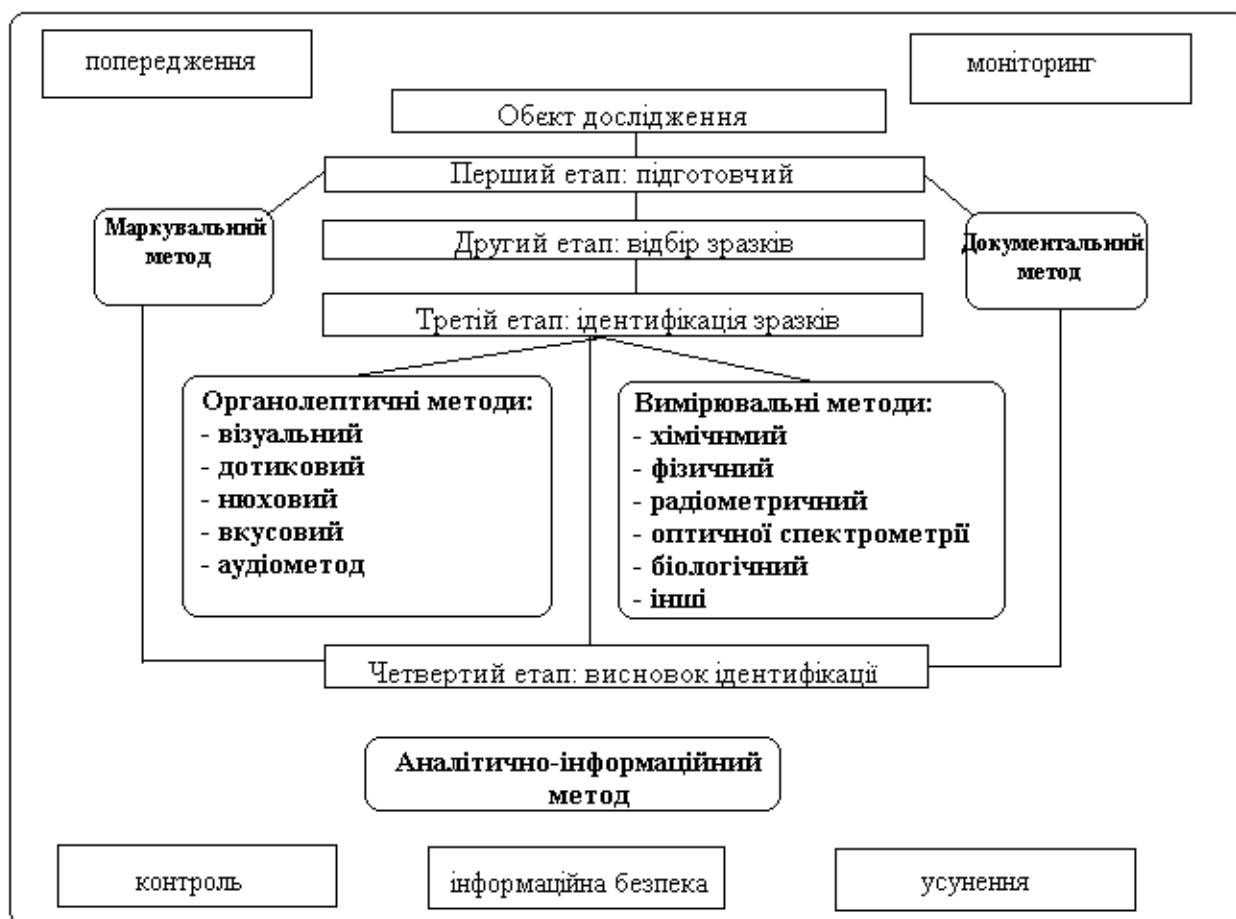 попередження
моніторинг
Обєкт дослідження
Перший етап: підготовчий
Маркувальний
метод
Другий етап: відбір зразків
Документальний
метод
Третій етап: ідентифікація зразків
Органолептичні методи:
- візуальний
- дотиковий
- нюховий
- вкусовий
- аудіометод
Вимірювальні методи:
- хімічнмий
- фізичний
- радіометричний
- оптичної спектрометрії
- біологічний
- інші
Четвертий етап: висновок ідентифікації
Аналітично-інформаційний
метод
контроль
інформаційна безпека
усунення